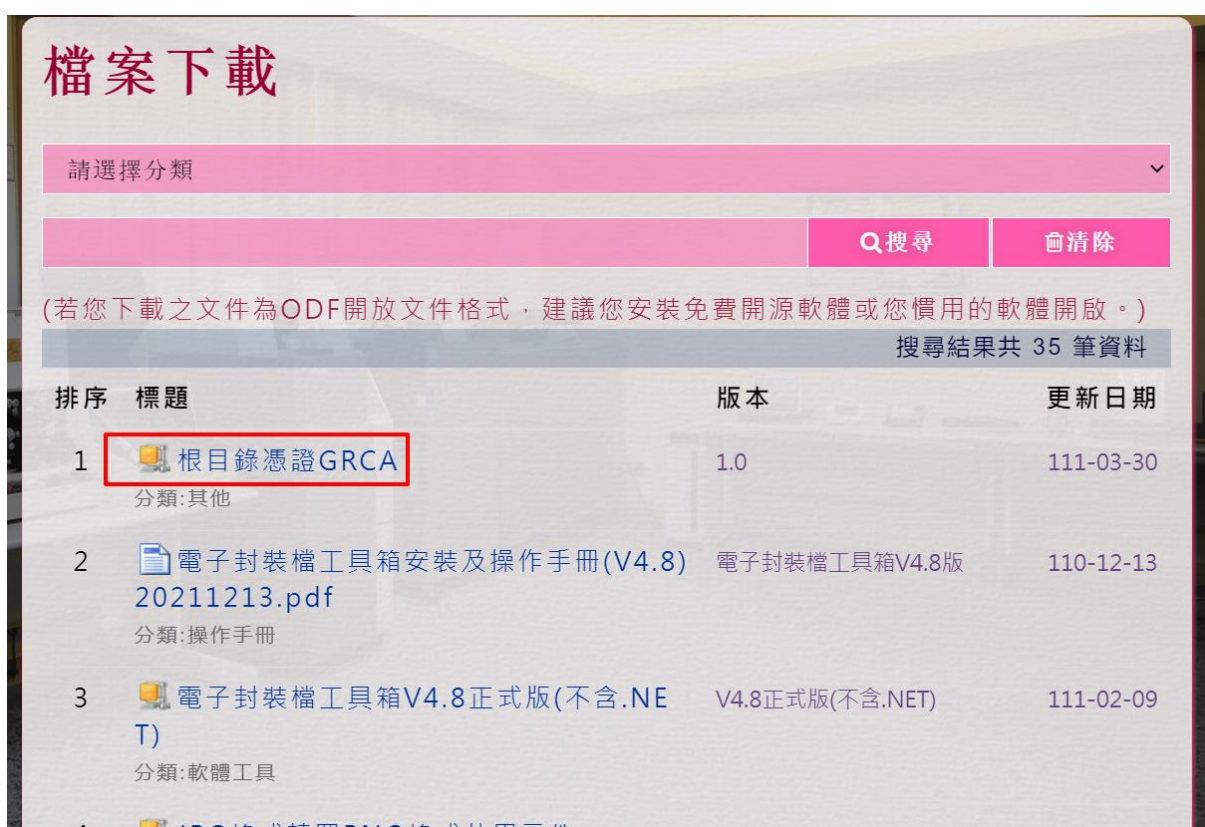 檔案下載
請選擇分類
搜尋 清除
(若您下載之文件為ODF開放文件格式，建議您安裝免費開源軟體或您慣用的軟體開啟。)
搜尋結果共 35 筆資料
排序 標題 版本 更新日期
1 根目錄憑證GRCA 1.0 111-03-30
分類:其他
2 電子封裝檔工具箱安裝及操作手冊(V4.8) 電子封裝檔工具箱V4.8版 110-12-13
20211213.pdf
分類:操作手冊
3 電子封裝檔工具箱V4.8正式版(不含.NE V4.8正式版(不含.NET) 111-02-09
T)
分類:軟體工具